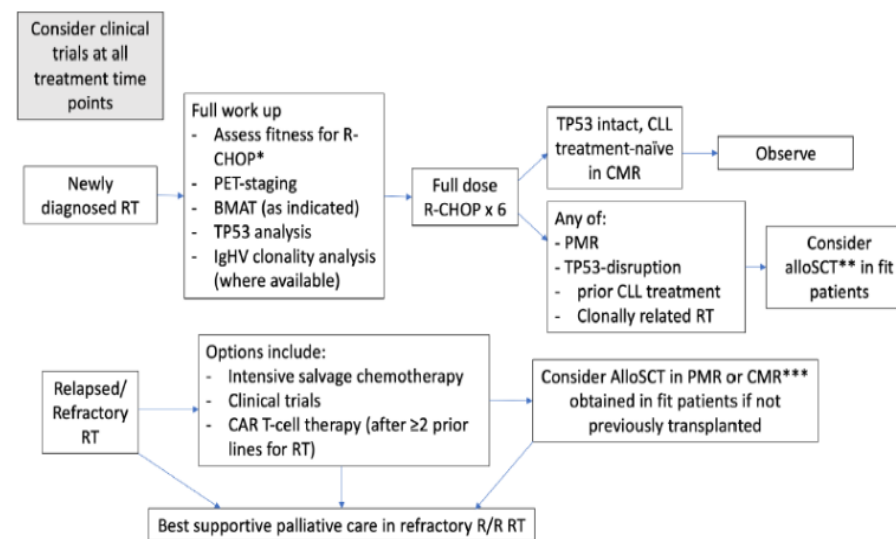 Consider clinical
trials at all
treatment time
points
Newly
diagnosed RT
Full work up
- Assess fitness for R-
CHOP*
- PET-staging
- BMAT (as indicated)
- TP53 analysis
- IgHV clonality analysis
(where available)
Full dose
R-CHOP x 6
TP53 intact, CLL
treatment-naïve
in CMR
Observe
Any of:
- PMR
- TP53-disruption
- prior CLL treatment
- Clonally related RT
Consider
alloSCT** in fit
patients
Relapsed/
Refractory
RT
Options include:
- Intensive salvage chemotherapy
- Clinical trials
- CAR T-cell therapy (after ≥2 prior
lines for RT)
Consider AlloSCT in PMR or CMR***
obtained in fit patients if not
previously transplanted
Best supportive palliative care in refractory R/R RT